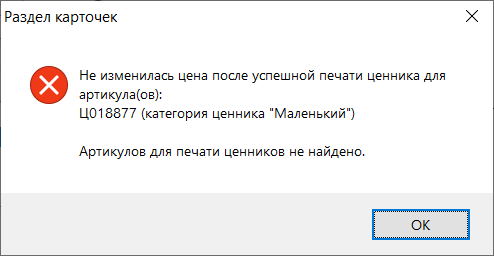 Раздел карточек
Не изменилась цена после успешной печати ценника для
артикула(ов):
Ц018877 (категория ценника "Маленький")
Артикулов для печати ценников не найдено.
ОК